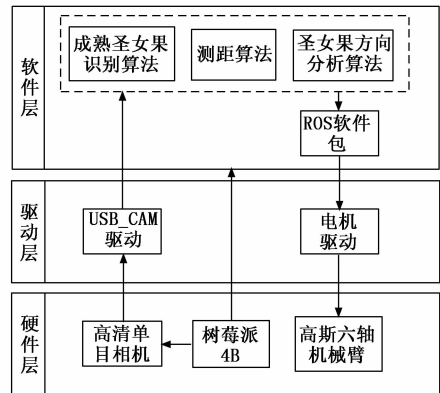 软件层
成熟圣女果
识别算法
测距算法
圣女果方向
分析算法
ROS软件
包
驱动层
USB_CAM
驱动
电机
驱动
硬件层
高清单
目相机
树莓派
4B
高斯六轴
机械臂